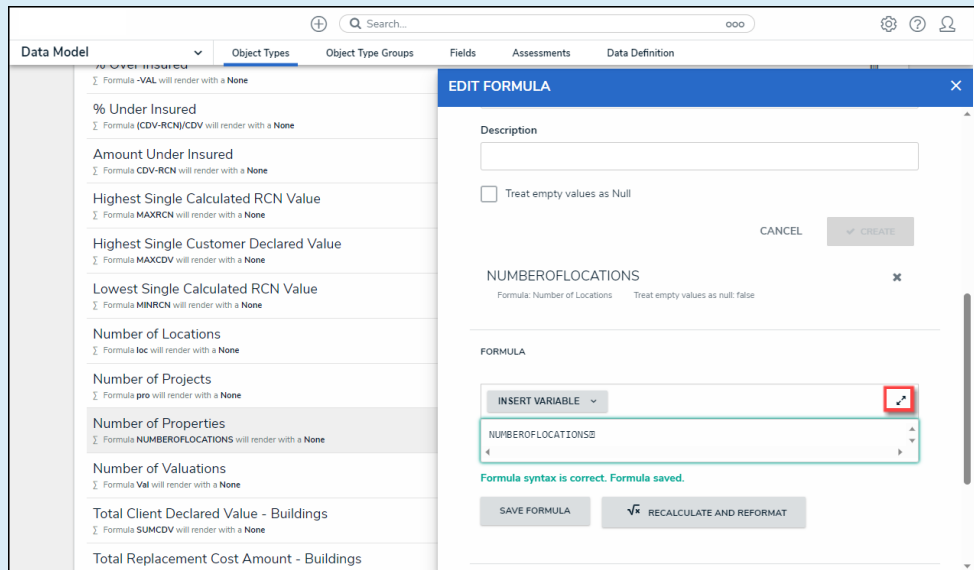 Search...
ooo
Data Model
Object Types
Object Type Groups
Fields
Assessments
Data Definition
% Over Insured
∑ Formula -VAL will render with a None
% Under Insured
∑ Formula (CDV-RCN)/CDV will render with a None
Amount Under Insured
∑ Formula CDV-RCN will render with a None
Highest Single Calculated RCN Value
∑ Formula MAXRCN will render with a None
Highest Single Customer Declared Value
∑ Formula MAXCDV will render with a None
Lowest Single Calculated RCN Value
∑ Formula MINRCN will render with a None
Number of Locations
∑ Formula loc will render with a None
Number of Projects
∑ Formula pro will render with a None
Number of Properties
∑ Formula NUMBEROFLOCATIONS will render with a None
Number of Valuations
∑ Formula Val will render with a None
Total Client Declared Value - Buildings
∑ Formula SUMCDV will render with a None
Total Replacement Cost Amount - Buildings
EDIT FORMULA
Description
Treat empty values as Null
CANCEL
CREATE
NUMBEROFLOCATIONS
Formula: Number of Locations Treat empty values as null: false
FORMULA
INSERT VARIABLE
NUMBEROFLOCATIONS
Formula syntax is correct. Formula saved.
SAVE FORMULA
√x RECALCULATE AND REFORMAT